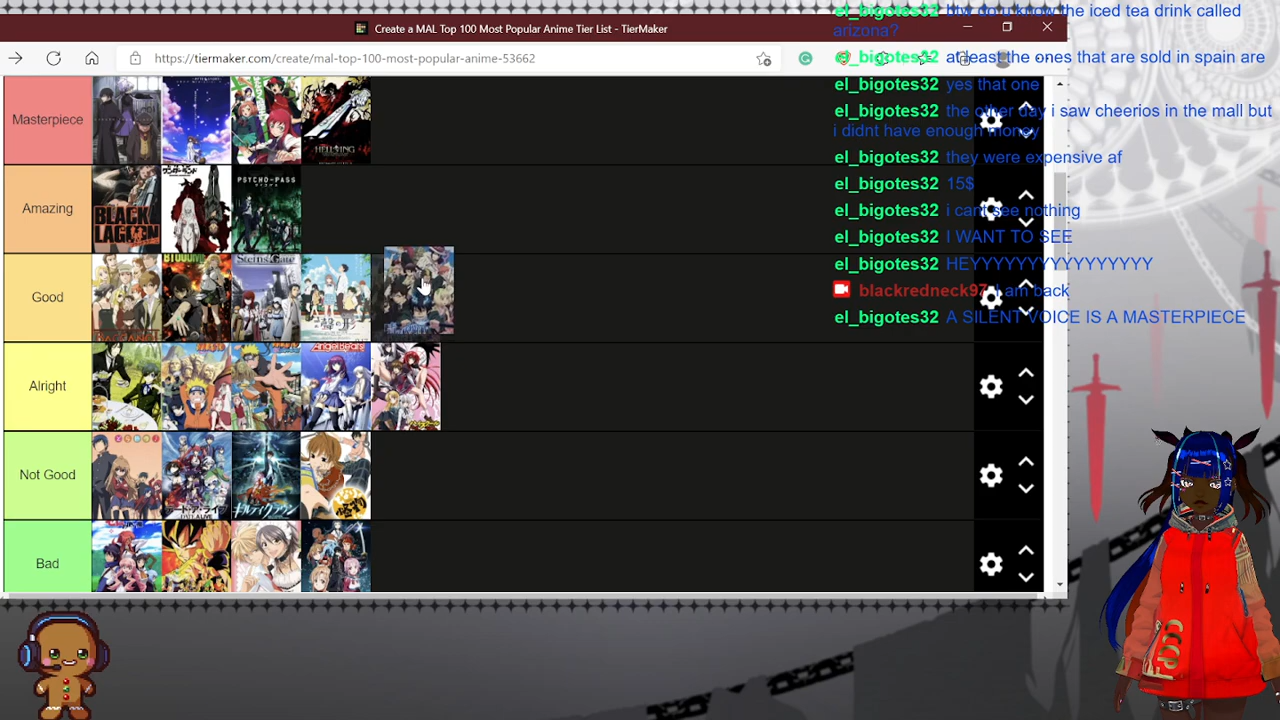 Create a MAL Top 100 Most Popular Anime Tier List - TierMaker
https://tiermaker.com/create/mal-top-100-most-popular-anime-53662
el_bigotes32 btw do u know the iced tea drink called
arizona?
el_bigotes32 at least the ones that are sold in spain are
el_bigotes32 yes that one
el_bigotes32 the other day i saw cheerios in the mall but
i didnt have enough money
el_bigotes32 they were expensive af
el_bigotes32 15$
el_bigotes32 i cant see nothing
el_bigotes32 I WANT TO SEE
el_bigotes32 HEYYYYYYYYYYYYYYYY
blackredneck97 I am back
el_bigotes32 A SILENT VOICE IS A MASTERPIECE
Masterpiece
HELLSING
Amazing
BLACK
LAGOON
PSYCHO-PASS
Good
BTOOOM!
Steins;Gate
Alright
AngelBeats!
Not Good
Bad
CCCP